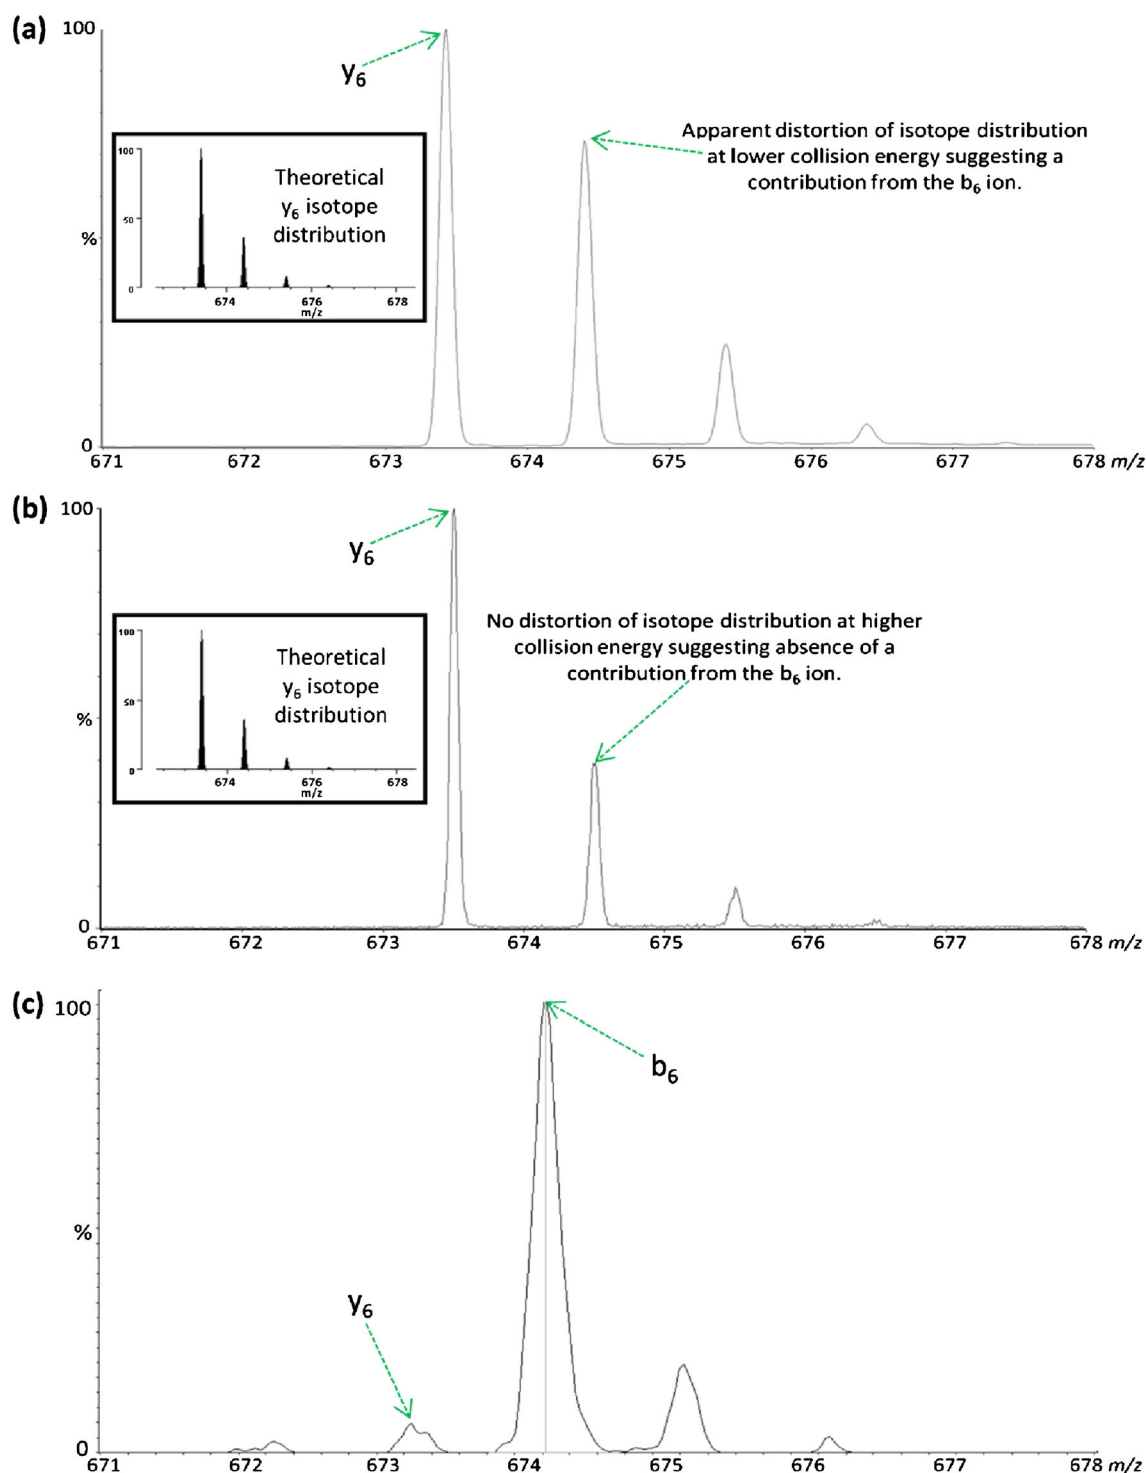 (a)
100
y6
Apparent distortion of isotope distribution
at lower collision energy suggesting a
contribution from the b6 ion.
100
Theoretical
y6 isotope
distribution
50
0
674 676 678
m/z
%
0
671 672 673 674 675 676 677 678 m/z
(b)
100
y6
No distortion of isotope distribution at higher
collision energy suggesting absence of a
contribution from the b6 ion.
100
Theoretical
y6 isotope
distribution
50
0
674 676 678
m/z
%
0
671 672 673 674 675 676 677 678 m/z
(c)
100
b6
%
y6
0
671 672 673 674 675 676 677 678 m/z